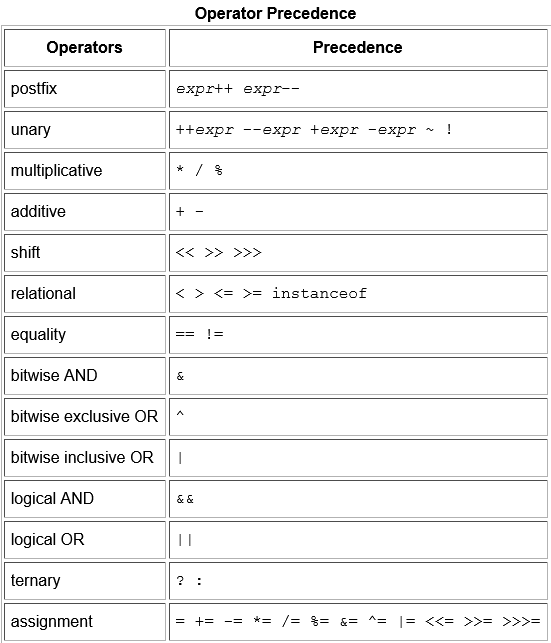 Operator Precedence
Operators Precedence
postfix expr++ expr--
unary ++expr --expr +expr -expr ~ !
multiplicative * / %
additive + -
shift << >> >>>
relational < > <= >= instanceof
equality == !=
bitwise AND &
bitwise exclusive OR ^
bitwise inclusive OR |
logical AND &&
logical OR ||
ternary ? :
assignment = += -= *= /= %= &= ^= |= <<= >>= >>>=